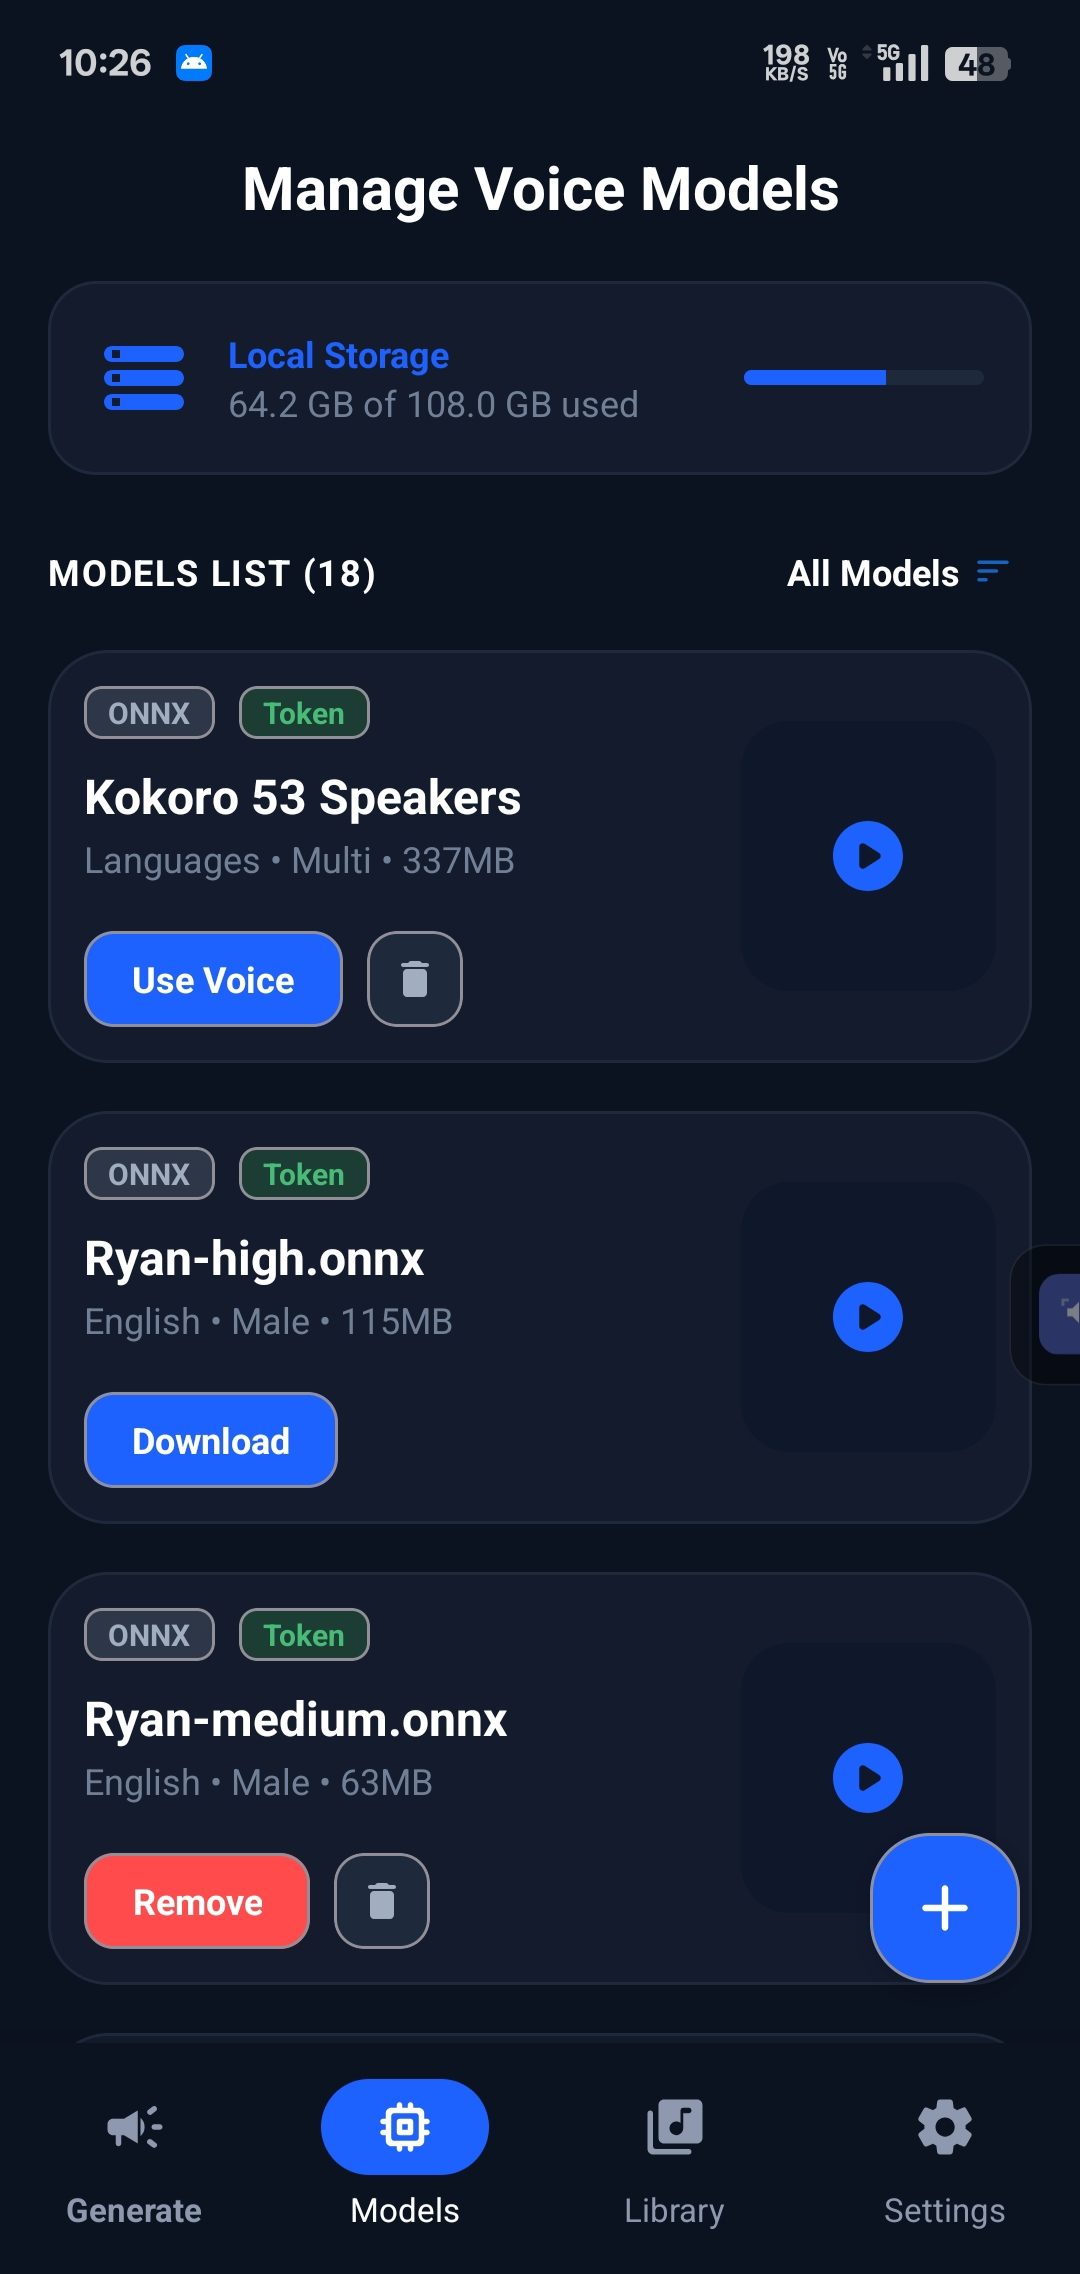 10:26
198 KB/S Vo 5G 5G 48
Manage Voice Models
Local Storage
64.2 GB of 108.0 GB used
MODELS LIST (18)
All Models
ONNX Token
Kokoro 53 Speakers
Languages • Multi • 337MB
Use Voice
ONNX Token
Ryan-high.onnx
English • Male • 115MB
Download
ONNX Token
Ryan-medium.onnx
English • Male • 63MB
Remove
Generate Models Library Settings